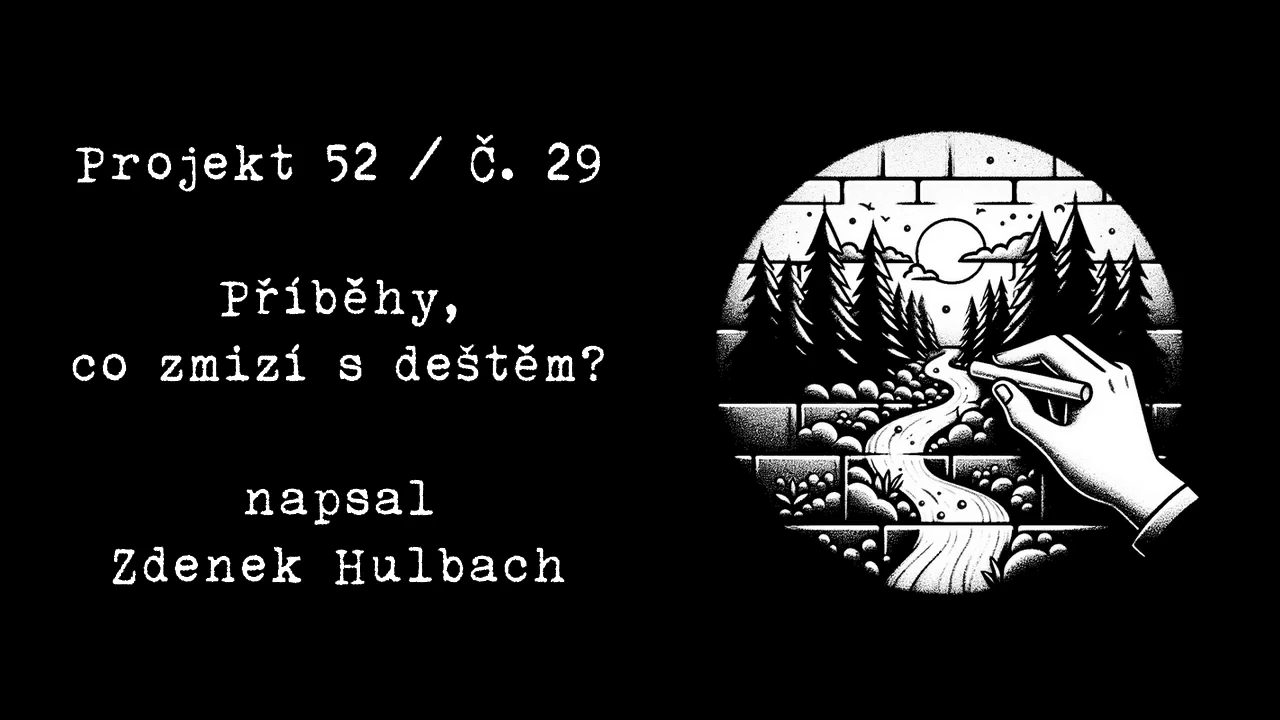 Projekt 52 / Č. 29
Příběhy,
co zmizí s deštěm?
napsal
Zdenek Hulbach